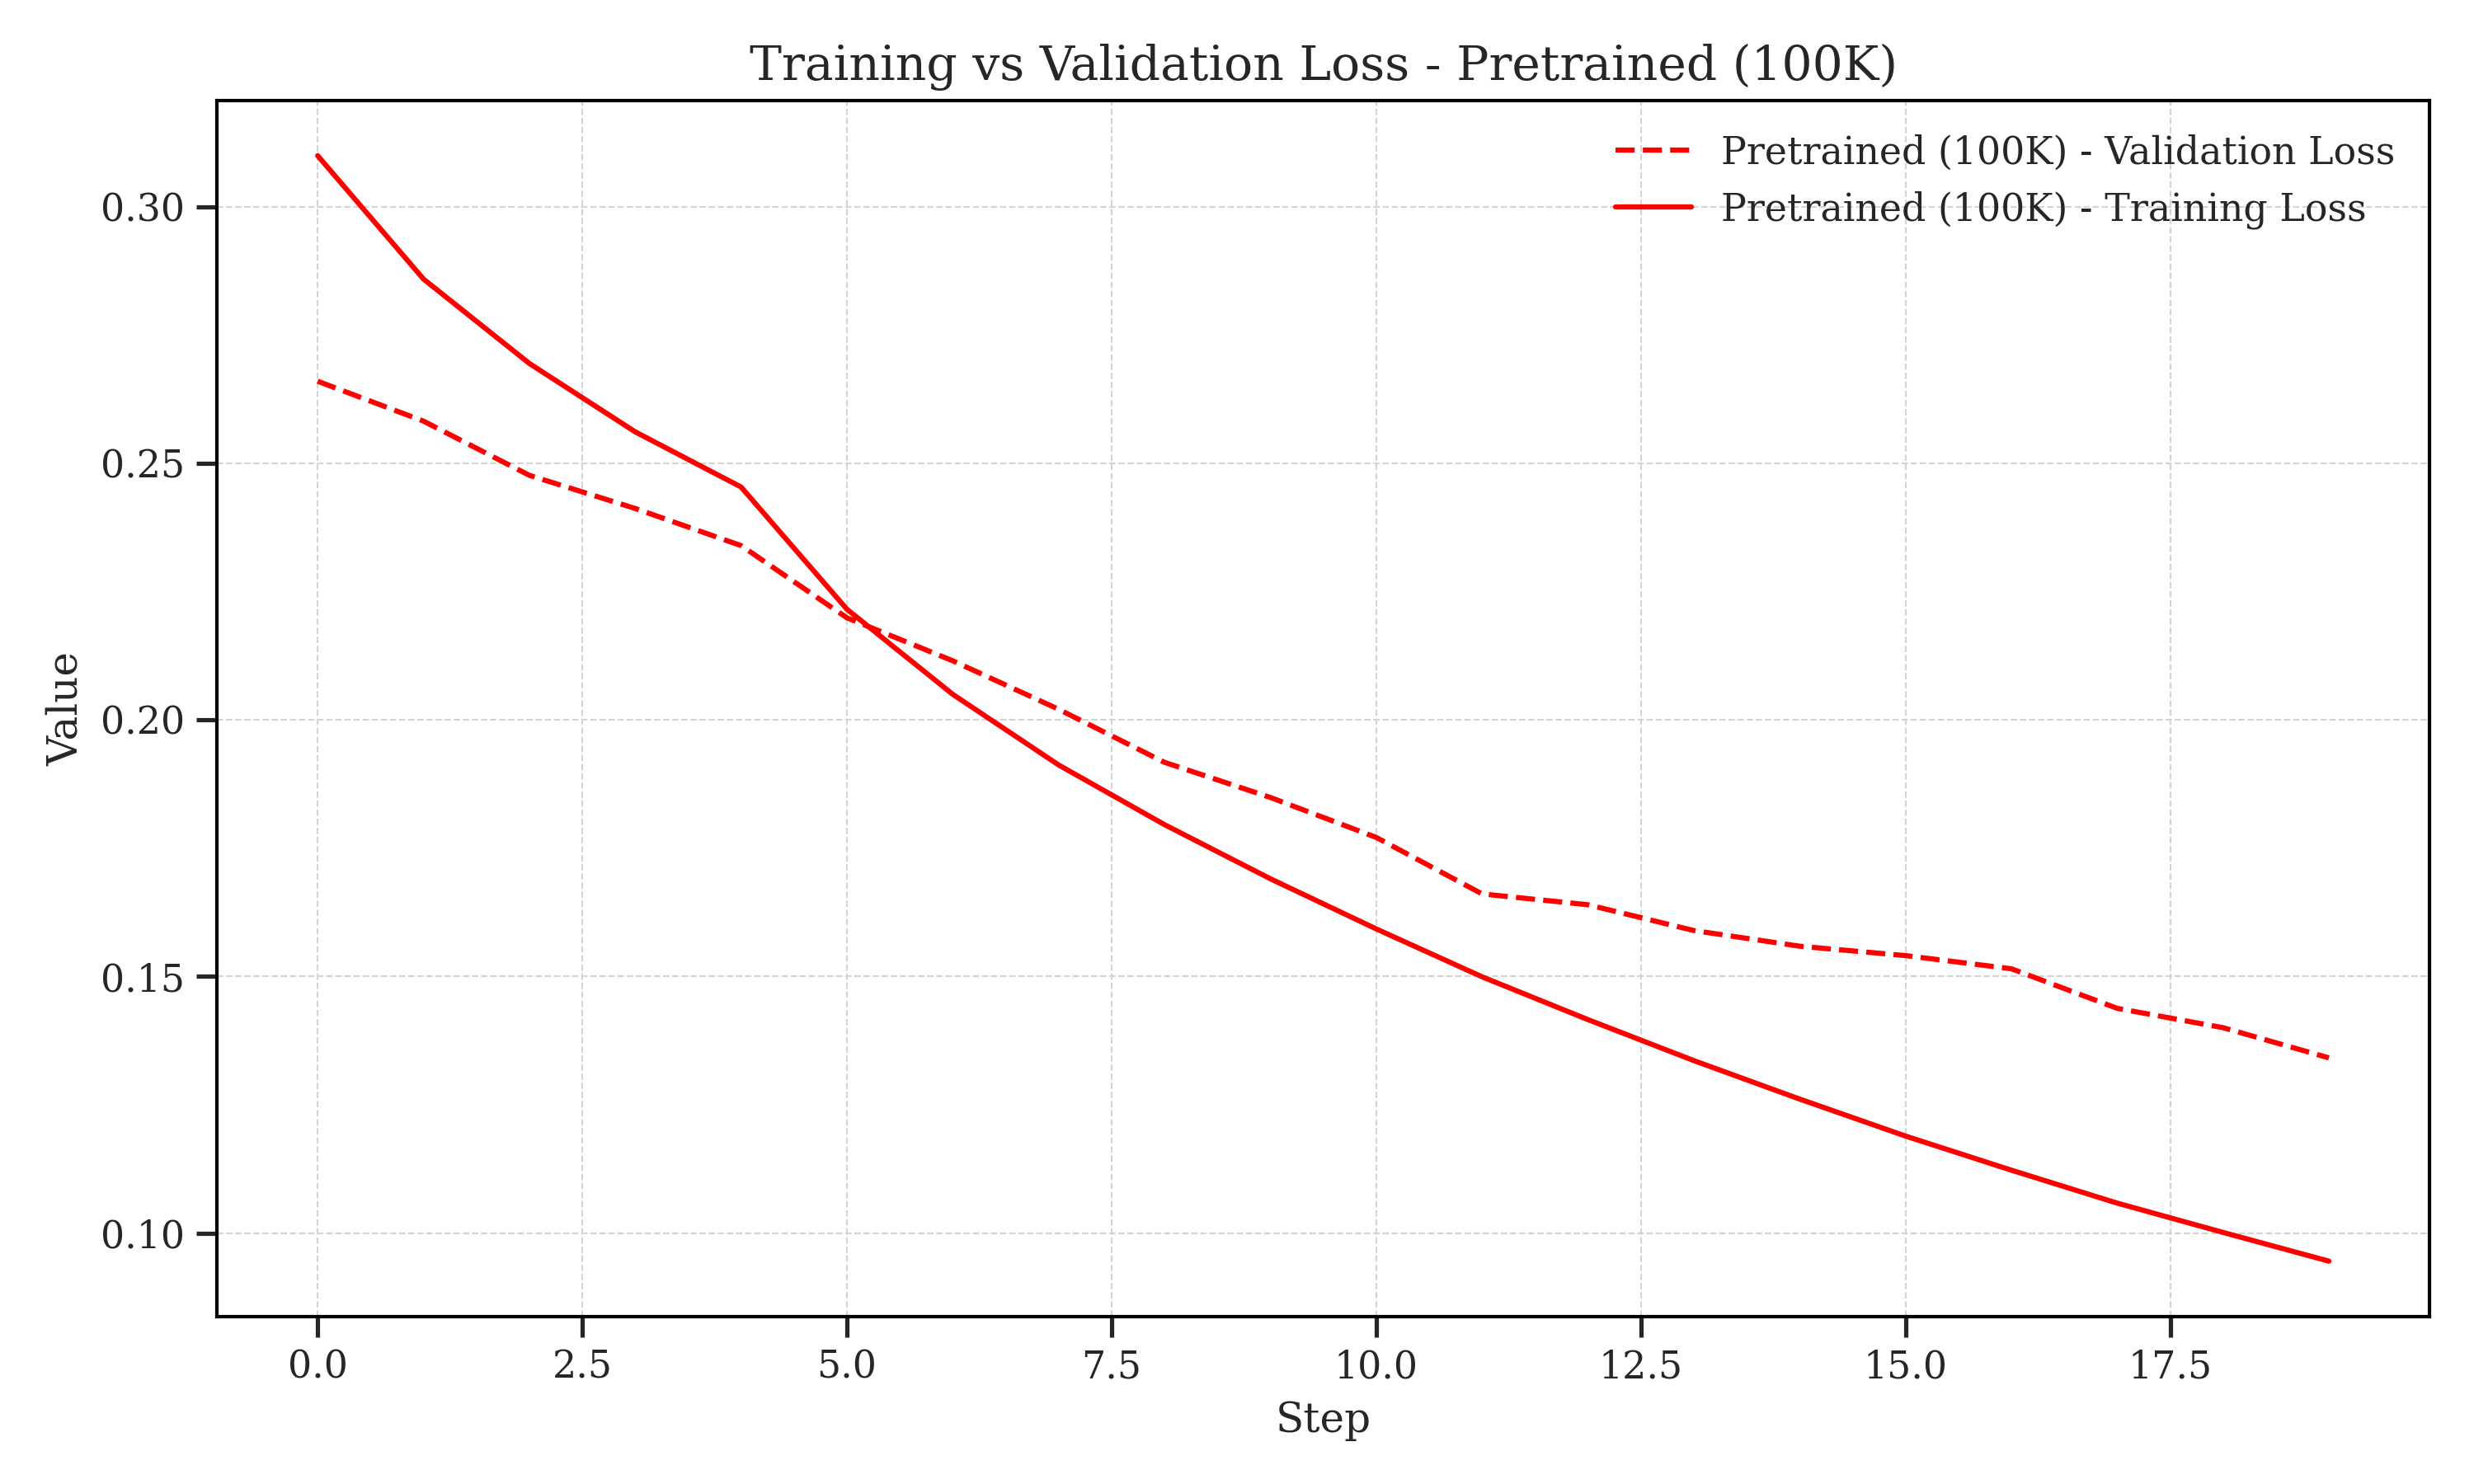 Training vs Validation Loss - Pretrained (100K)
Pretrained (100K) - Validation Loss
Pretrained (100K) - Training Loss
0.30
0.25
0.20
0.15
0.10
Value
0.0 2.5 5.0 7.5 10.0 12.5 15.0 17.5
Step